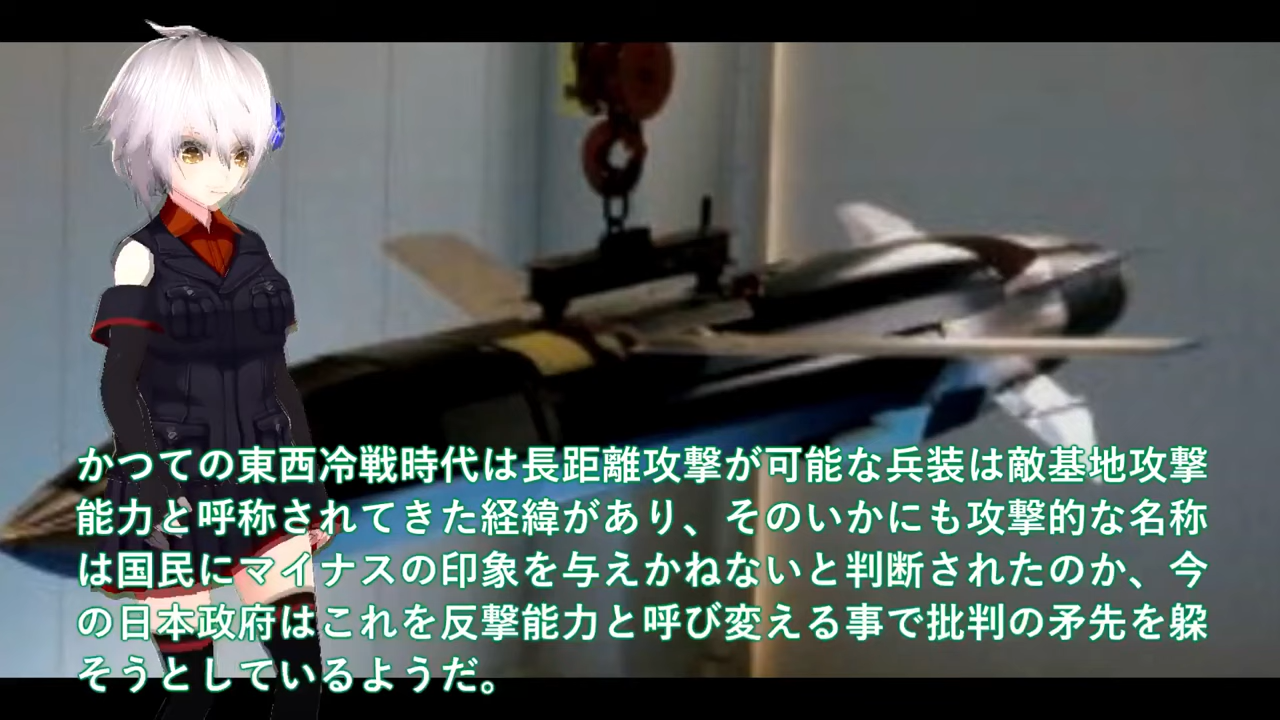 かつての東西冷戦時代は長距離攻撃が可能な兵装は敵基地攻撃
能力と呼称されてきた経緯があり、そのいかにも攻撃的な名称
は国民にマイナスの印象を与えかねないと判断されたのか、今
の日本政府はこれを反撃能力と呼び変える事で批判の矛先を躱
そうとしているようだ。